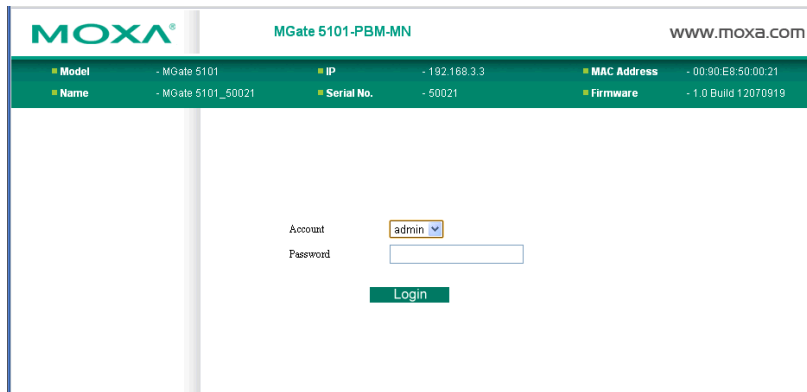 MOXA® MGate 5101-PBM-MN www.moxa.com
Model - MGate 5101 IP - 192.168.3.3 MAC Address - 00:90:E8:50:00:21
Name - MGate 5101_50021 Serial No. - 50021 Firmware - 1.0 Build 12070919
Account admin
Password
Login